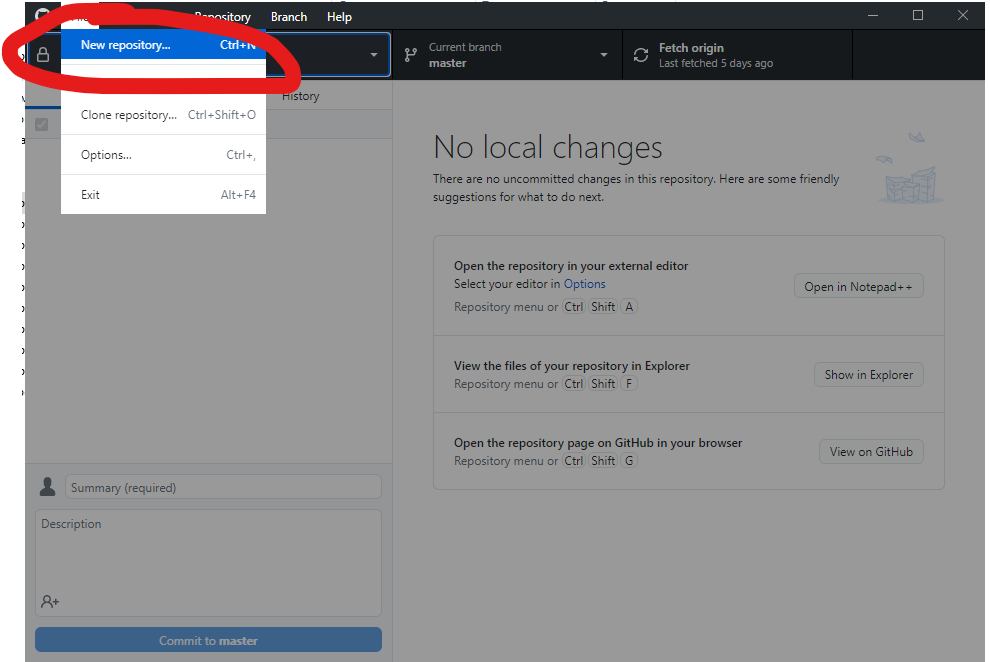 Repository Branch Help
New repository... Ctrl+N
Current branch
master
Fetch origin
Last fetched 5 days ago
History
Clone repository... Ctrl+Shift+O
Options... Ctrl+,
Exit Alt+F4
No local changes
There are no uncommitted changes in this repository. Here are some friendly
suggestions for what to do next.
Open the repository in your external editor
Select your editor in Options
Repository menu or Ctrl Shift A
Open in Notepad++
View the files of your repository in Explorer
Repository menu or Ctrl Shift F
Show in Explorer
Open the repository page on GitHub in your browser
Repository menu or Ctrl Shift G
View on GitHub
Summary (required)
Description
Commit to master